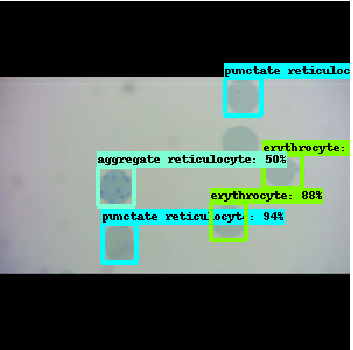 punctate reticuloc
erythrocyte:
aggregate reticulocyte: 50%
erythrocyte: 88%
punctate reticulocyte: 94%